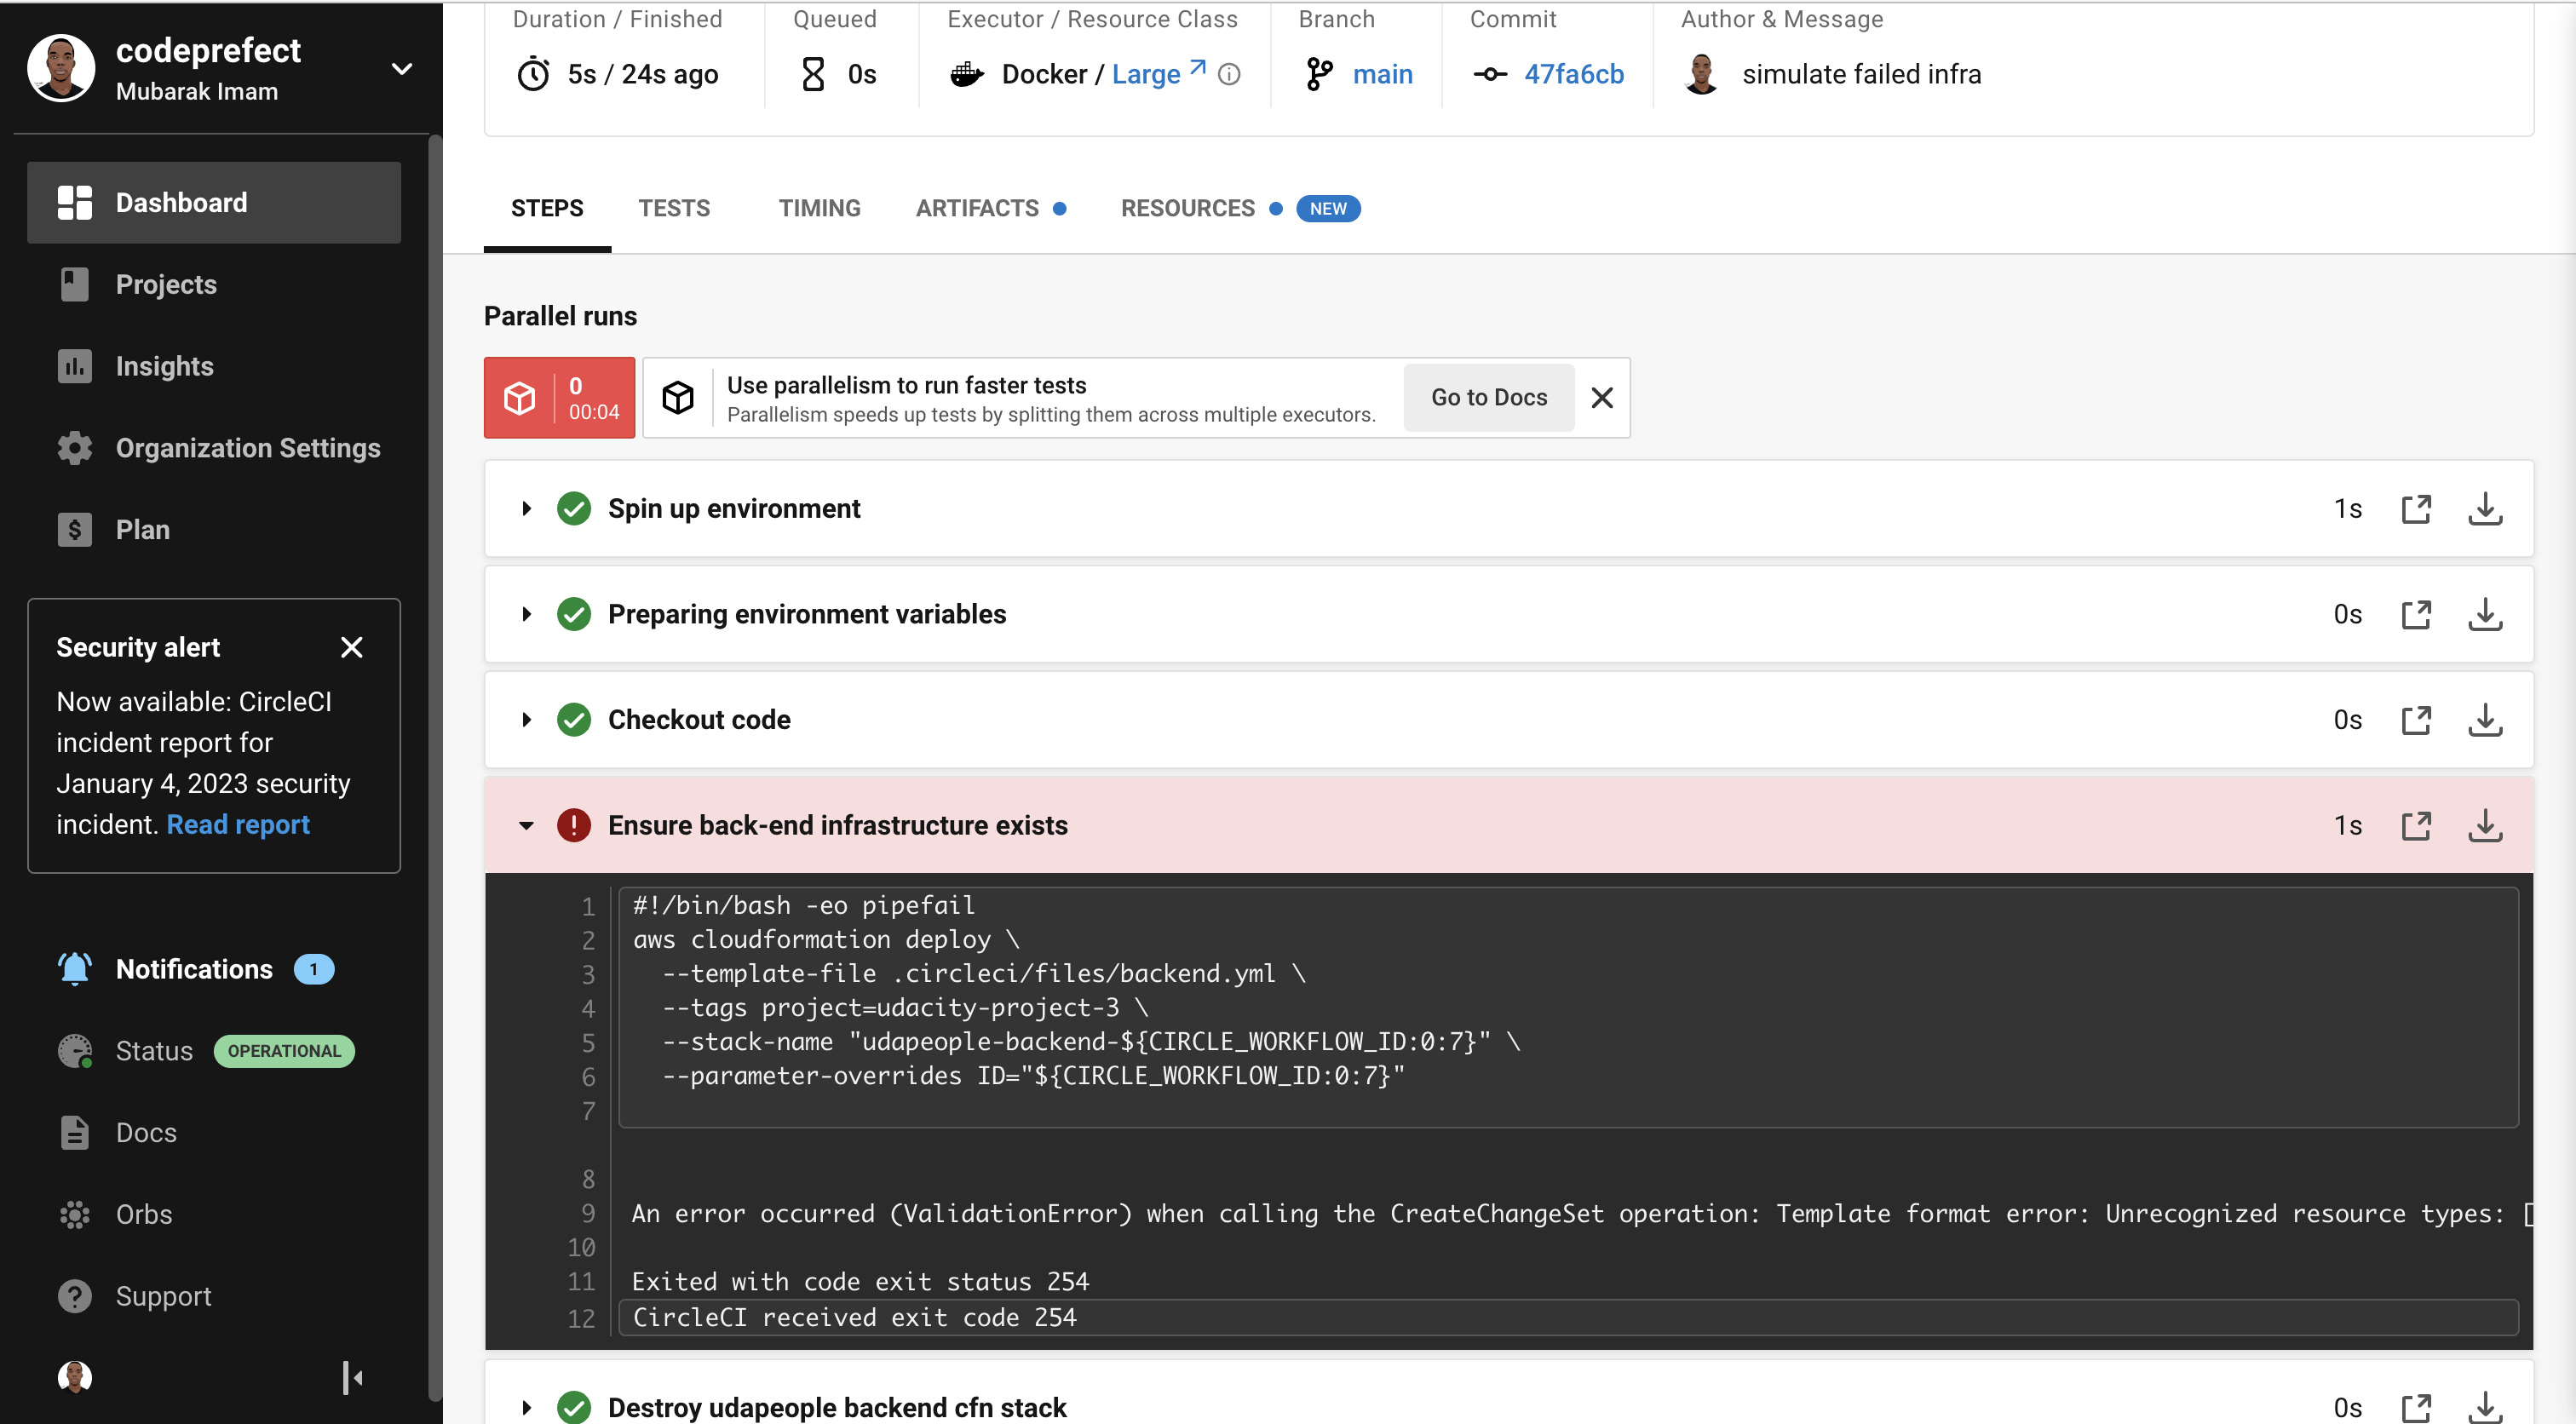 codeprefect
Mubarak Imam
Dashboard
Projects
Insights
Organization Settings
Plan
Security alert
Now available: CircleCI
incident report for
January 4, 2023 security
incident. Read report
Notifications 1
Status OPERATIONAL
Docs
Orbs
Support
Duration / Finished Queued Executor / Resource Class Branch Commit Author & Message
5s / 24s ago 0s Docker / Large main 47fa6cb simulate failed infra
STEPS TESTS TIMING ARTIFACTS RESOURCES NEW
Parallel runs
0
00:04
Use parallelism to run faster tests
Parallelism speeds up tests by splitting them across multiple executors.
Go to Docs
Spin up environment 1s
Preparing environment variables 0s
Checkout code 0s
Ensure back-end infrastructure exists 1s
1 #!/bin/bash -eo pipefail
2 aws cloudformation deploy \
3   --template-file .circleci/files/backend.yml \
4   --tags project=udacity-project-3 \
5   --stack-name "udapeople-backend-${CIRCLE_WORKFLOW_ID:0:7}" \
6   --parameter-overrides ID="${CIRCLE_WORKFLOW_ID:0:7}"
7
8
9 An error occurred (ValidationError) when calling the CreateChangeSet operation: Template format error: Unrecognized resource types: [
10
11 Exited with code exit status 254
12 CircleCI received exit code 254
Destroy udapeople backend cfn stack 0s